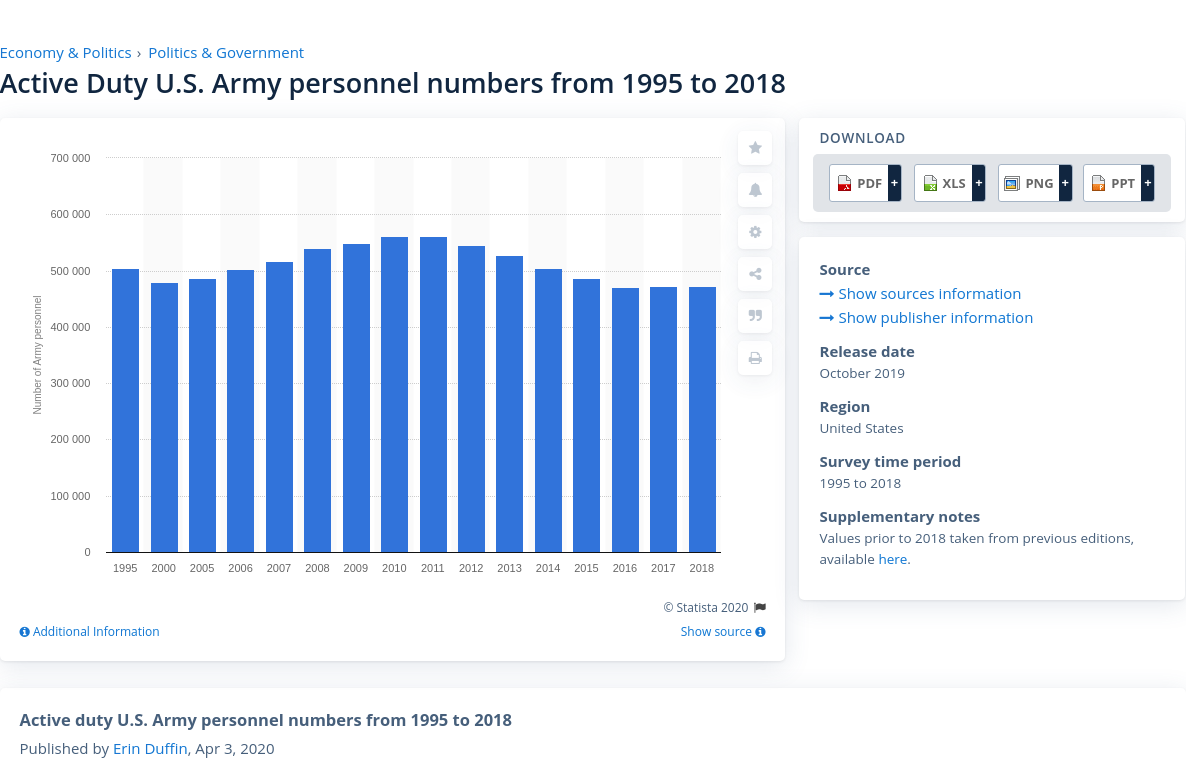 Economy & Politics › Politics & Government
Active Duty U.S. Army personnel numbers from 1995 to 2018
700 000
600 000
500 000
400 000
300 000
200 000
100 000
0
Number of Army personnel
1995 2000 2005 2006 2007 2008 2009 2010 2011 2012 2013 2014 2015 2016 2017 2018
© Statista 2020
Additional Information
Show source
DOWNLOAD
PDF + XLS + PNG + PPT +
Source
Show sources information
Show publisher information
Release date
October 2019
Region
United States
Survey time period
1995 to 2018
Supplementary notes
Values prior to 2018 taken from previous editions,
available here.
Active duty U.S. Army personnel numbers from 1995 to 2018
Published by Erin Duffin, Apr 3, 2020